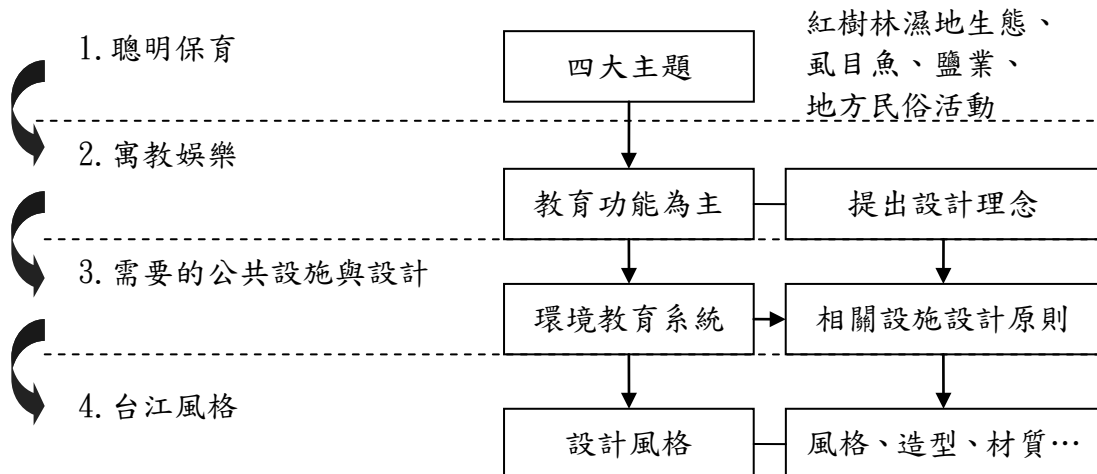 1.聰明保育
四大主題
紅樹林濕地生態、
虱目魚、鹽業、
地方民俗活動
2.寓教娛樂
教育功能為主
提出設計理念
3.需要的公共設施與設計
環境教育系統
相關設施設計原則
4.台江風格
設計風格
風格、造型、材質…